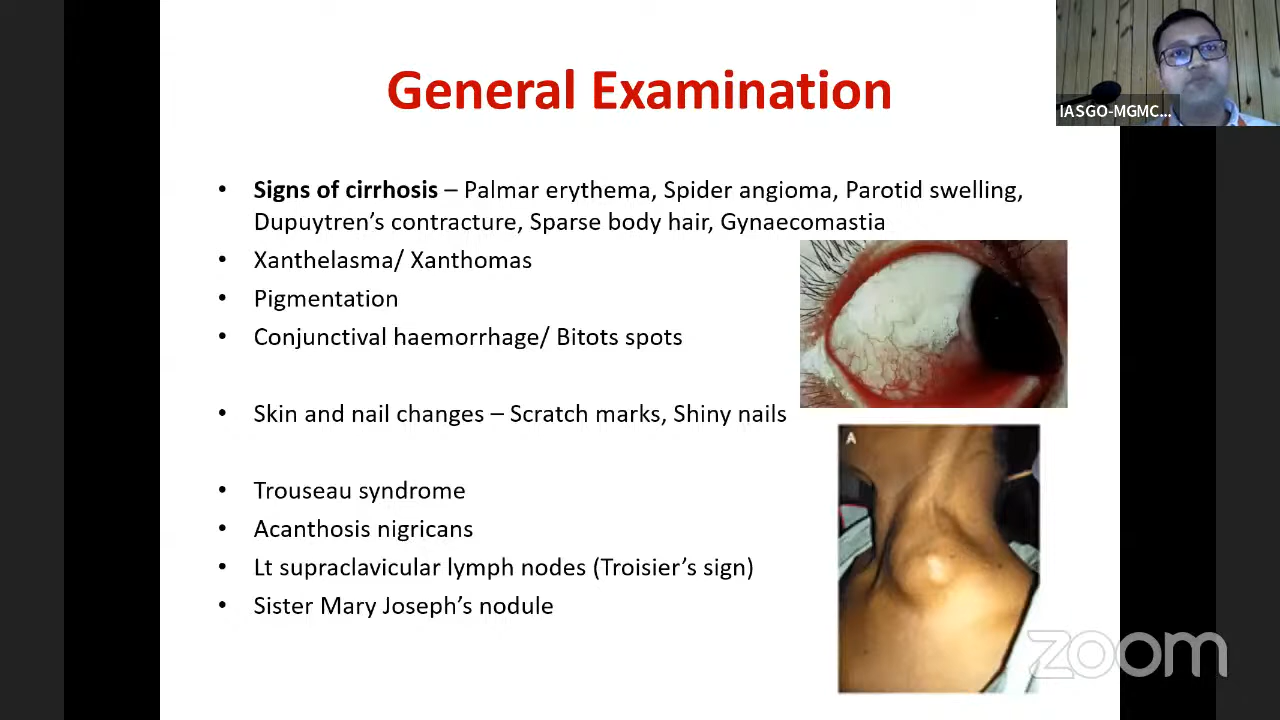 General Examination
IASGO-MGMC...
• Signs of cirrhosis – Palmar erythema, Spider angioma, Parotid swelling,
Dupuytren's contracture, Sparse body hair, Gynaecomastia
• Xanthelasma/ Xanthomas
• Pigmentation
• Conjunctival haemorrhage/ Bitots spots
• Skin and nail changes – Scratch marks, Shiny nails
A
• Trouseau syndrome
• Acanthosis nigricans
• Lt supraclavicular lymph nodes (Troisier's sign)
• Sister Mary Joseph's nodule
zoom